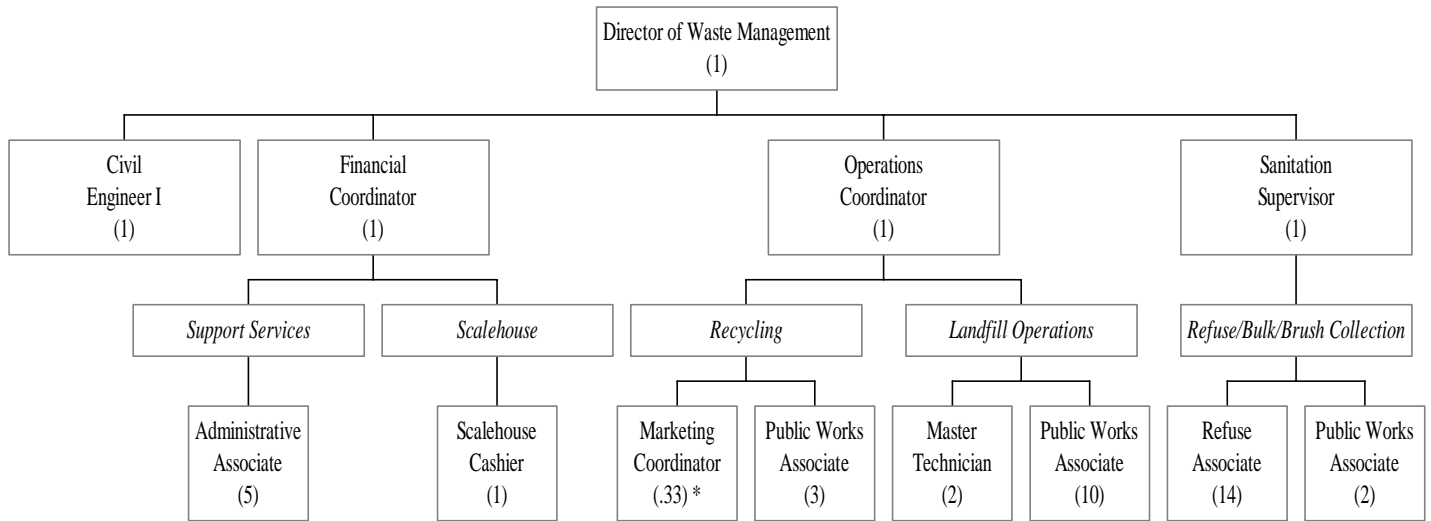 Director of Waste Management
(1)
Civil
Engineer I
(1)
Financial
Coordinator
(1)
Operations
Coordinator
(1)
Sanitation
Supervisor
(1)
Support Services
Scalehouse
Recycling
Landfill Operations
Refuse/Bulk/Brush Collection
Administrative
Associate
(5)
Scalehouse
Cashier
(1)
Marketing
Coordinator
(.33) *
Public Works
Associate
(3)
Master
Technician
(2)
Public Works
Associate
(10)
Refuse
Associate
(14)
Public Works
Associate
(2)